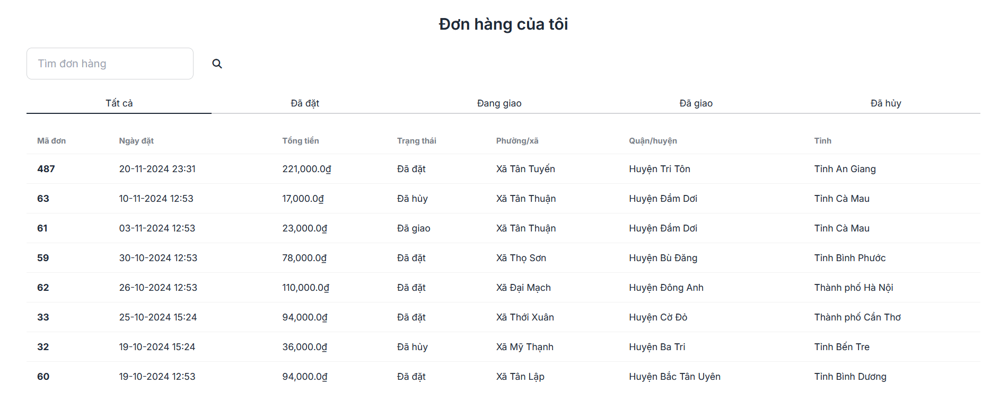 Đơn hàng của tôi
Tìm đơn hàng
Tất cả Đã đặt Đang giao Đã giao Đã hủy
Mã đơn Ngày đặt Tổng tiền Trạng thái Phường/xã Quận/huyện Tỉnh
487 20-11-2024 23:31 221,000.0₫ Đã đặt Xã Tân Tuyến Huyện Tri Tôn Tỉnh An Giang
63 10-11-2024 12:53 17,000.0₫ Đã hủy Xã Tân Thuận Huyện Đầm Dơi Tỉnh Cà Mau
61 03-11-2024 12:53 23,000.0₫ Đã giao Xã Tân Thuận Huyện Đầm Dơi Tỉnh Cà Mau
59 30-10-2024 12:53 78,000.0₫ Đã đặt Xã Thọ Sơn Huyện Bù Đăng Tỉnh Bình Phước
62 26-10-2024 12:53 110,000.0₫ Đã đặt Xã Đại Mạch Huyện Đông Anh Thành phố Hà Nội
33 25-10-2024 15:24 94,000.0₫ Đã đặt Xã Thới Xuân Huyện Cờ Đỏ Thành phố Cần Thơ
32 19-10-2024 15:24 36,000.0₫ Đã hủy Xã Mỹ Thạnh Huyện Ba Tri Tỉnh Bến Tre
60 19-10-2024 12:53 94,000.0₫ Đã đặt Xã Tân Lập Huyện Bắc Tân Uyên Tỉnh Bình Dương